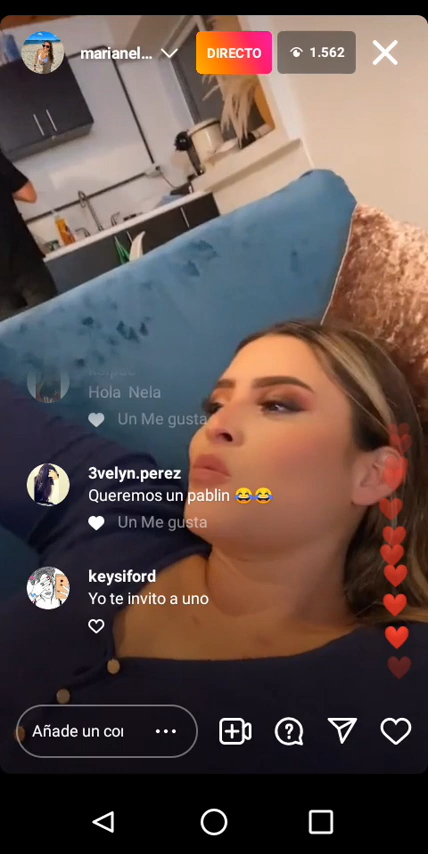 marianel...
DIRECTO
1.562
Hola Nela
Un Me gusta
3velyn.perez
Queremos un pablin 😂😂
Un Me gusta
keysiford
Yo te invito a uno
Añade un